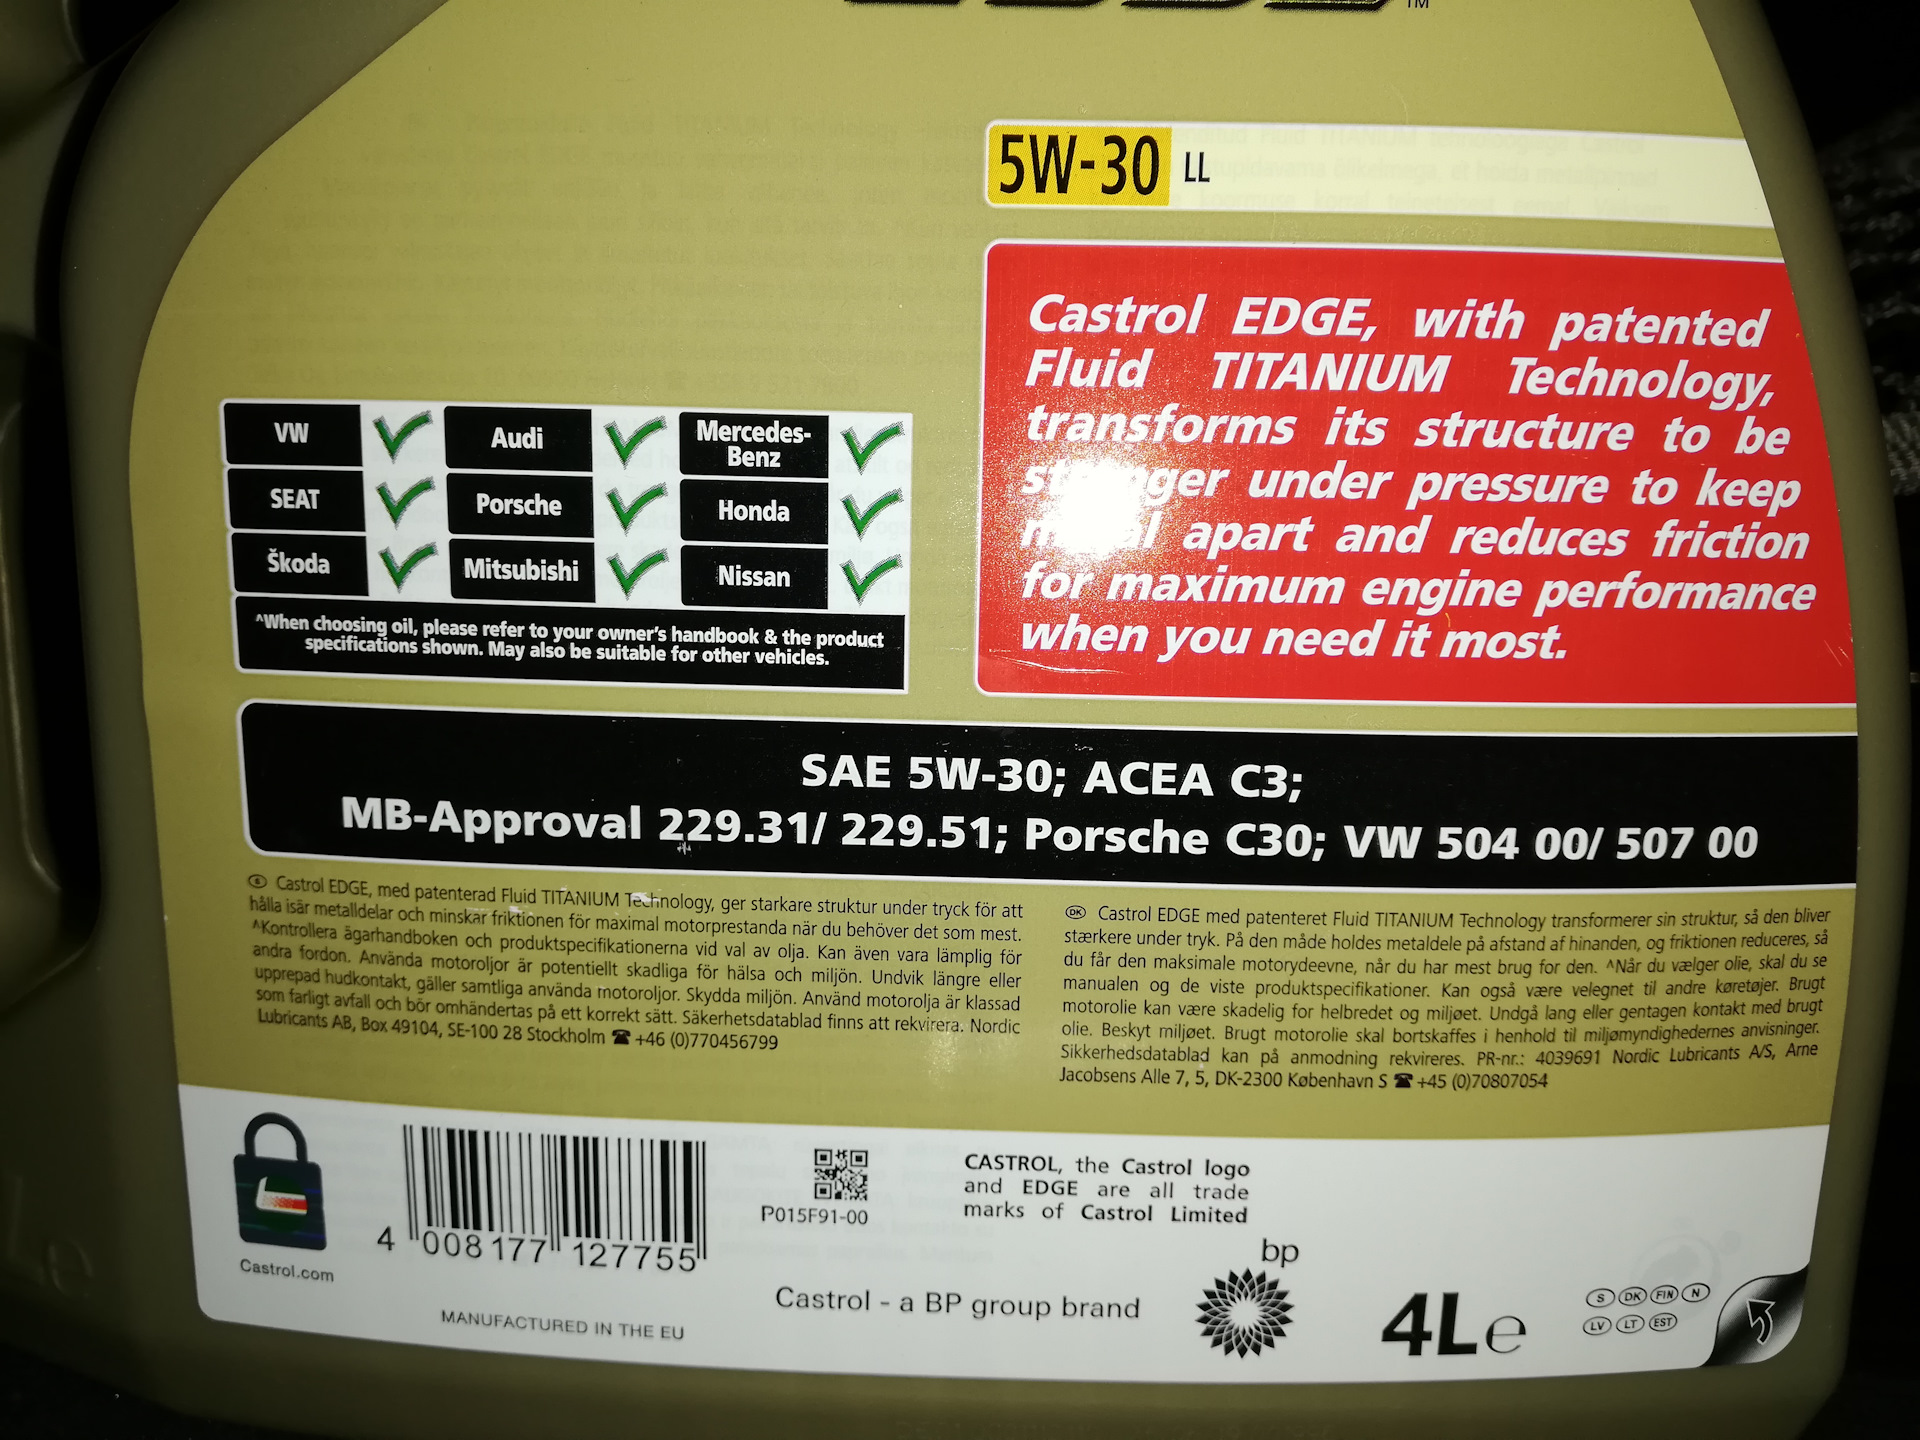 TM
5W-30 LL
Castrol EDGE, with patented
Fluid TITANIUM Technology,
transforms its structure to be
under pressure to keep
apart and reduces friction
for maximum engine performance
when you need it most.
VW Audi Mercedes-
Benz
SEAT Porsche Honda
Škoda Mitsubishi Nissan
^When choosing oil, please refer to your owner's handbook & the product
specifications shown. May also be suitable for other vehicles.
SAE 5W-30; ACEA C3;
MB-Approval 229.31/ 229.51; Porsche C30; VW 504 00/ 507 00
S Castrol EDGE, med patenterad Fluid TITANIUM Technology, ger starkare struktur under tryck för att
hålla isär metalldelar och minskar friktionen för maximal motorprestanda när du behöver det som mest.
^Kontrollera ägarhandboken och produktspecifikationerna vid val av olja. Kan även vara lämplig för
andra fordon. Använda motoroljor är potentiellt skadliga för hälsa och miljön. Undvik längre eller
upprepad hudkontakt, gäller samtliga använda motoroljor. Skydda miljön. Använd motorolja är klassad
som farligt avfall och bör omhändertas på ett korrekt sätt. Säkerhetsdatablad finns att rekvirera. Nordic
Lubricants AB, Box 49104, SE-100 28 Stockholm ☎ +46 (0)770456799
DK Castrol EDGE med patenteret Fluid TITANIUM Technology transformerer sin struktur, så den bliver
stærkere under tryk. På den måde holdes metaldele på afstand af hinanden, og friktionen reduceres, så
du får den maksimale motorydeevne, når du har mest brug for den. ^Når du vælger olie, skal du se
manualen og de viste produktspecifikationer. Kan også være velegnet til andre køretøjer. Brugt
motorolie kan være skadelig for helbredet og miljøet. Undgå lang eller gentagen kontakt med brugt
olie. Beskyt miljøet. Brugt motorolie skal bortskaffes i henhold til miljømyndighedernes anvisninger.
Sikkerhedsdatablad kan på anmodning rekvireres. PR-nr.: 4039691 Nordic Lubricants A/S, Arne
Jacobsens Alle 7, 5, DK-2300 København S ☎ +45 (0)70807054
Castrol.com
4 008177 127755
MANUFACTURED IN THE EU
P015F91-00
CASTROL, the Castrol logo
and EDGE are all trade
marks of Castrol Limited
bp
Castrol - a BP group brand
4L e
S DK FIN N
LV LT EST